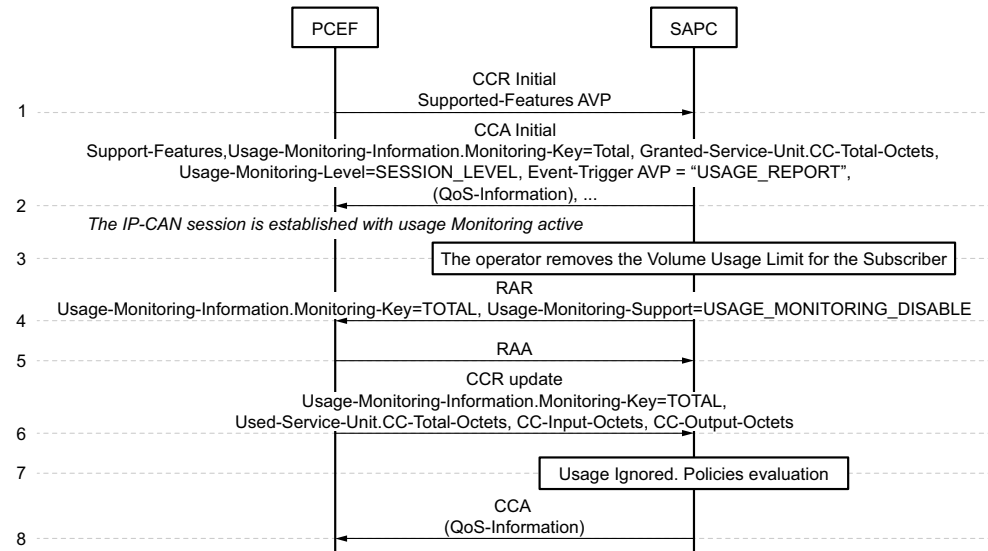 PCEF
SAPC
CCR Initial
Supported-Features AVP
1
CCA Initial
Support-Features,Usage-Monitoring-Information.Monitoring-Key=Total, Granted-Service-Unit.CC-Total-Octets,
Usage-Monitoring-Level=SESSION_LEVEL, Event-Trigger AVP = “USAGE_REPORT”,
(QoS-Information), ...
2
The IP-CAN session is established with usage Monitoring active
3
The operator removes the Volume Usage Limit for the Subscriber
RAR
Usage-Monitoring-Information.Monitoring-Key=TOTAL, Usage-Monitoring-Support=USAGE_MONITORING_DISABLE
4
RAA
5
CCR update
Usage-Monitoring-Information.Monitoring-Key=TOTAL,
Used-Service-Unit.CC-Total-Octets, CC-Input-Octets, CC-Output-Octets
6
7
Usage Ignored. Policies evaluation
CCA
(QoS-Information)
8